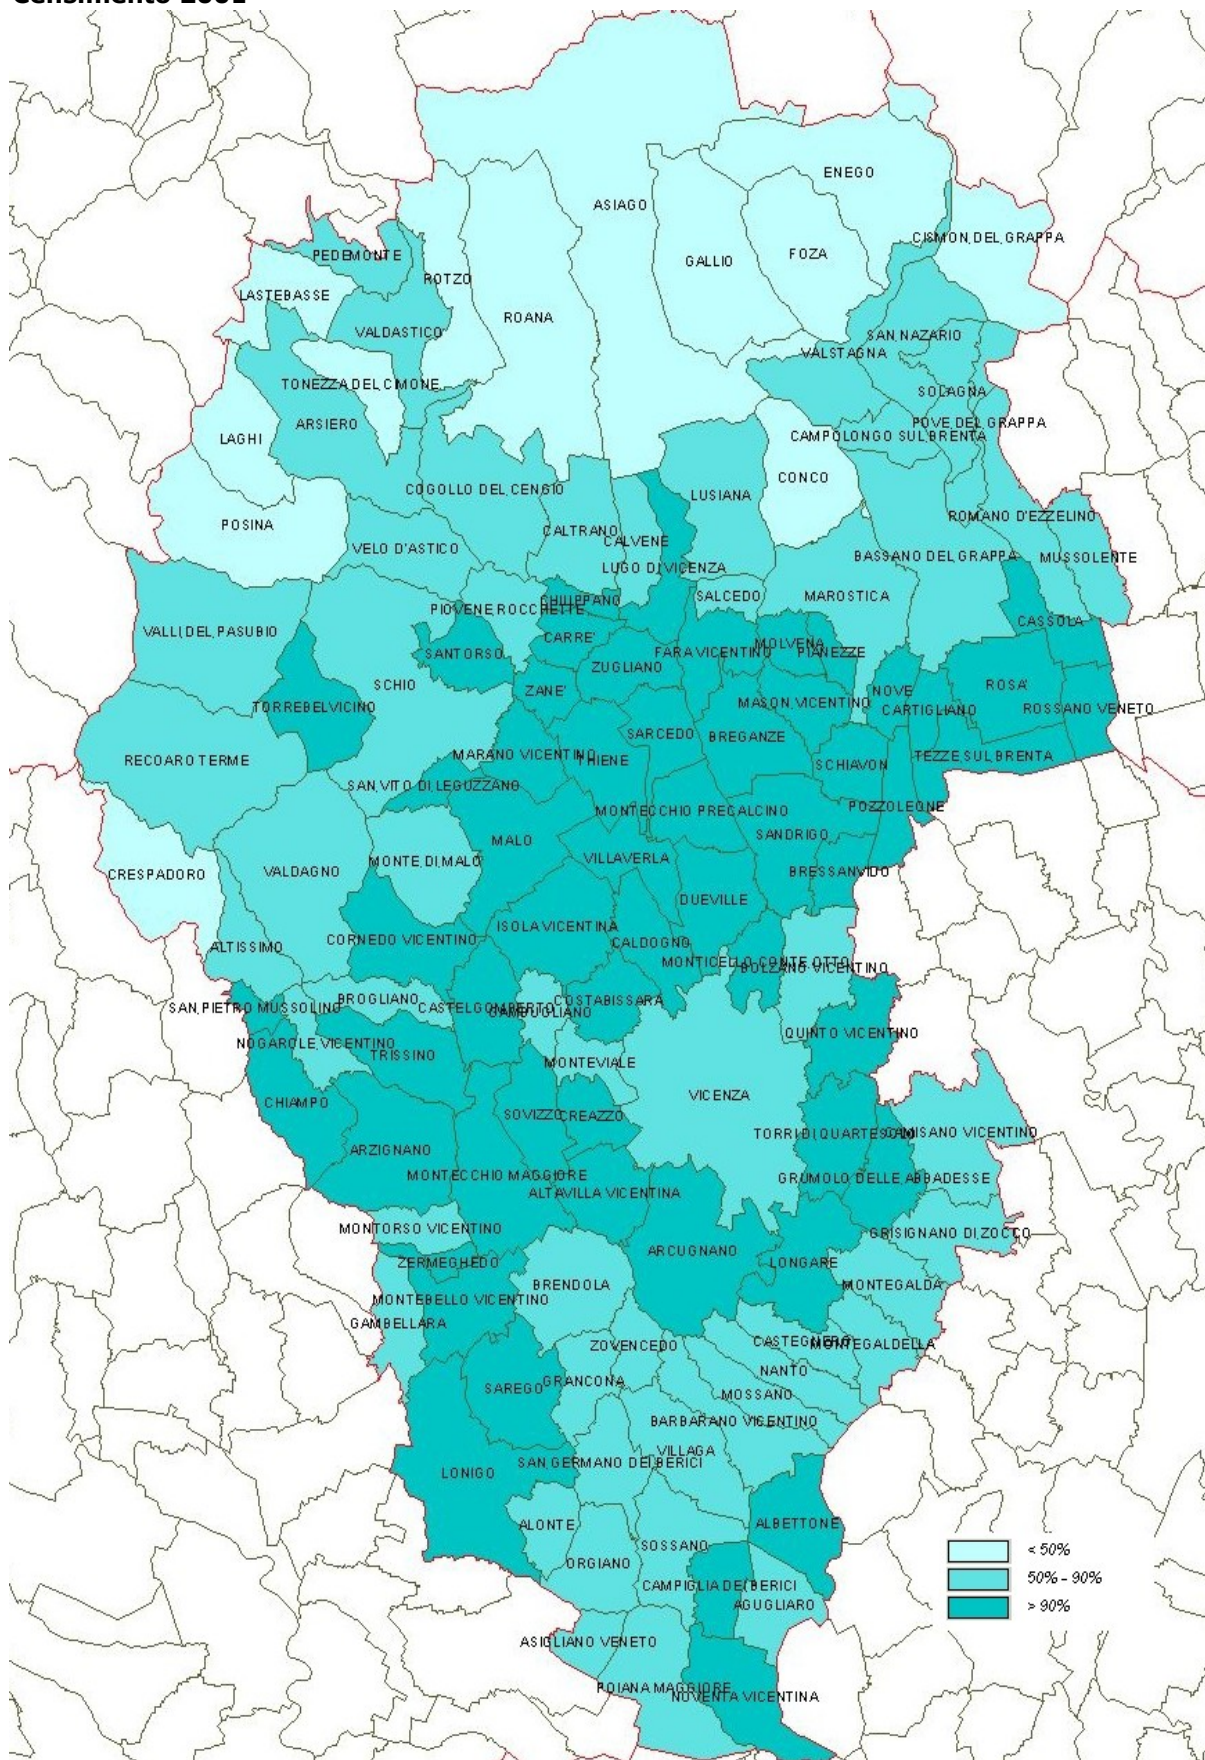 Censimento 2001
ENEGO
ASIAGO
CISMON DEL GRAPPA
PEDEMONTE
FOZA
GALLIO
ROTZO
LASTEBASSE
ROANA
VALDASTICO
SAN NAZARIO
VALSTAGNA
TONEZZA DEL CIMONE
SOLAGNA
ARSIERO
POVE DEL GRAPPA
LAGHI
CAMPOLONGO SUL BRENTA
CONCO
COGOLLO DEL CENGIO
LUSIANA
POSINA
ROMANO D'EZZELINO
CALTRANO
CALVENE
VELO D'ASTICO
BASSANO DEL GRAPPA
MUSSOLENTE
LUGO DI VICENZA
SALCEDO
MAROSTICA
CHIUPPANO
PIOVENE ROCCHETTE
CASSOLA
VALLI DEL PASUBIO
CARRE'
MOLVENA
SANTORSO
FARA VICENTINO
PIANEZZE
ZUGLIANO
SCHIO
ROSA'
ZANE'
NOVE
TORREBELVICINO
MASON VICENTINO
CARTIGLIANO
ROSSANO VENETO
SARCEDO
BREGANZE
MARANO VICENTINO
THIENE
TEZZE SUL BRENTA
RECOARO TERME
SCHIAVON
SAN VITO DI LEGUZZANO
POZZOLEONE
MONTECCHIO PRECALCINO
SANDRIGO
MALO
VILLAVERLA
MONTE DI MALO
VALDAGNO
BRESSANVIDO
CRESPADORO
DUEVILLE
ISOLA VICENTINA
CORNEDO VICENTINO
CALDOGNO
ALTISSIMO
MONTICELLO CONTE OTTO
BOLZANO VICENTINO
BROGLIANO
COSTABISSARA
SAN PIETRO MUSSOLINO
CASTELGOMBERTO
GAMBUGLIANO
QUINTO VICENTINO
NOGAROLE VICENTINO
TRISSINO
MONTEVIALE
VICENZA
CHIAMPO
SOVIZZO
CREAZZO
TORRI DI QUARTESOLO
CAMISANO VICENTINO
ARZIGNANO
MONTECCHIO MAGGIORE
GRUMOLO DELLE ABBADESSE
ALTAVILLA VICENTINA
MONTORSO VICENTINO
GRISIGNANO DI ZOCCO
ARCUGNANO
ZERMEGHEDO
LONGARE
BRENDOLA
MONTEGALDA
MONTEBELLO VICENTINO
GAMBELLARA
CASTEGNERO
MONTEGALDELLA
ZOVENCEDO
NANTO
GRANCONA
SAREGO
MOSSANO
BARBARANO VICENTINO
VILLAGA
SAN GERMANO DEI BERICI
LONIGO
ALBETTONE
ALONTE
SOSSANO
ORGIANO
CAMPIGLIA DEI BERICI
AGUGLIARO
ASIGLIANO VENETO
POIANA MAGGIORE
NOVENTA VICENTINA
< 50%
50% - 90%
> 90%